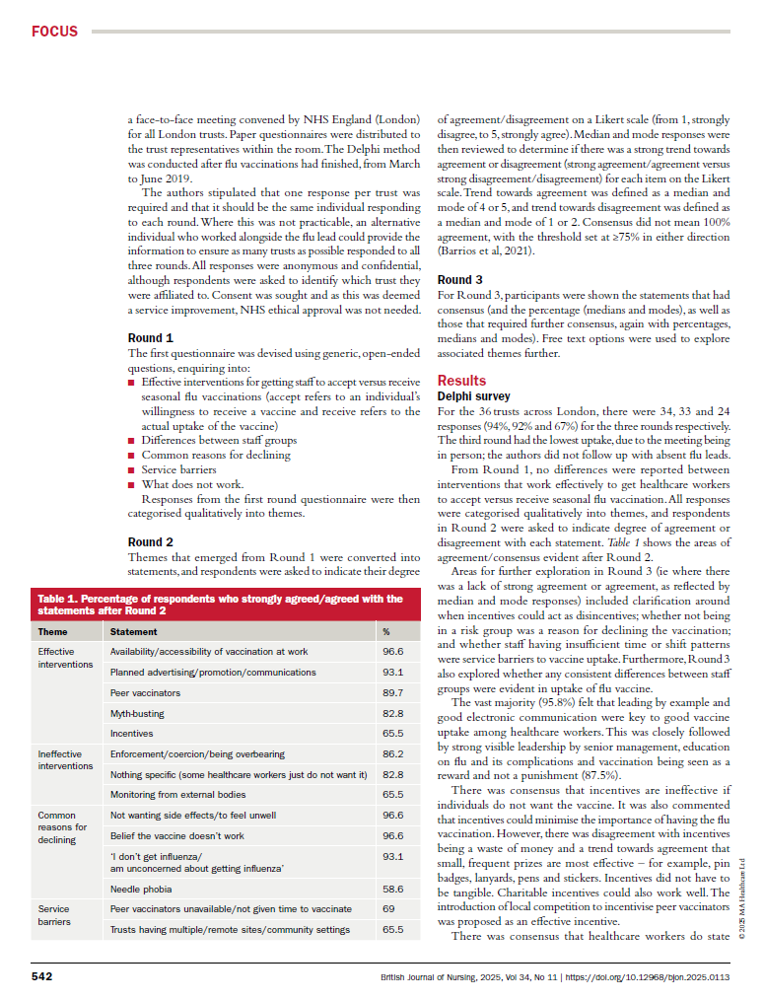 FOCUS
a face-to-face meeting convened by NHS England (London)
for all London trusts. Paper questionnaires were distributed to
the trust representatives within the room. The Delphi method
was conducted after flu vaccinations had finished, from March
to June 2019.
The authors stipulated that one response per trust was
required and that it should be the same individual responding
to each round. Where this was not practicable, an alternative
individual who worked alongside the flu lead could provide the
information to ensure as many trusts as possible responded to all
three rounds. All responses were anonymous and confidential,
although respondents were asked to identify which trust they
were affiliated to. Consent was sought and as this was deemed
a service improvement, NHS ethical approval was not needed.
Round 1
The first questionnaire was devised using generic, open-ended
questions, enquiring into:
■ Effective interventions for getting staff to accept versus receive
seasonal flu vaccinations (accept refers to an individual's
willingness to receive a vaccine and receive refers to the
actual uptake of the vaccine)
■ Differences between staff groups
■ Common reasons for declining
■ Service barriers
■ What does not work.
Responses from the first round questionnaire were then
categorised qualitatively into themes.
Round 2
Themes that emerged from Round 1 were converted into
statements, and respondents were asked to indicate their degree
of agreement/disagreement on a Likert scale (from 1, strongly
disagree, to 5, strongly agree). Median and mode responses were
then reviewed to determine if there was a strong trend towards
agreement or disagreement (strong agreement/agreement versus
strong disagreement/disagreement) for each item on the Likert
scale. Trend towards agreement was defined as a median and
mode of 4 or 5, and trend towards disagreement was defined as
a median and mode of 1 or 2. Consensus did not mean 100%
agreement, with the threshold set at ≥75% in either direction
(Barrios et al, 2021).
Round 3
For Round 3, participants were shown the statements that had
consensus (and the percentage (medians and modes), as well as
those that required further consensus, again with percentages,
medians and modes). Free text options were used to explore
associated themes further.
Results
Delphi survey
For the 36 trusts across London, there were 34, 33 and 24
responses (94%, 92% and 67%) for the three rounds respectively.
The third round had the lowest uptake, due to the meeting being
in person; the authors did not follow up with absent flu leads.
From Round 1, no differences were reported between
interventions that work effectively to get healthcare workers
to accept versus receive seasonal flu vaccination. All responses
were categorised qualitatively into themes, and respondents
in Round 2 were asked to indicate degree of agreement or
disagreement with each statement. Table 1 shows the areas of
agreement/consensus evident after Round 2.
Areas for further exploration in Round 3 (ie where there
was a lack of strong agreement or agreement, as reflected by
median and mode responses) included clarification around
when incentives could act as disincentives; whether not being
in a risk group was a reason for declining the vaccination;
and whether staff having insufficient time or shift patterns
were service barriers to vaccine uptake. Furthermore, Round 3
also explored whether any consistent differences between staff
groups were evident in uptake of flu vaccine.
The vast majority (95.8%) felt that leading by example and
good electronic communication were key to good vaccine
uptake among healthcare workers. This was closely followed
by strong visible leadership by senior management, education
on flu and its complications and vaccination being seen as a
reward and not a punishment (87.5%).
There was consensus that incentives are ineffective if
individuals do not want the vaccine. It was also commented
that incentives could minimise the importance of having the flu
vaccination. However, there was disagreement with incentives
being a waste of money and a trend towards agreement that
small, frequent prizes are most effective – for example, pin
badges, lanyards, pens and stickers. Incentives did not have to
be tangible. Charitable incentives could also work well. The
introduction of local competition to incentivise peer vaccinators
was proposed as an effective incentive.
There was consensus that healthcare workers do state
Table 1. Percentage of respondents who strongly agreed/agreed with the
statements after Round 2
Theme Statement %
Effective Availability/accessibility of vaccination at work 96.6
interventions
Planned advertising/promotion/communications 93.1
Peer vaccinators 89.7
Myth-busting 82.8
Incentives 65.5
Ineffective Enforcement/coercion/being overbearing 86.2
interventions
Nothing specific (some healthcare workers just do not want it) 82.8
Monitoring from external bodies 65.5
Common Not wanting side effects/to feel unwell 96.6
reasons for
declining
Belief the vaccine doesn't work 96.6
'I don't get influenza/ 93.1
am unconcerned about getting influenza'
Needle phobia 58.6
Service Peer vaccinators unavailable/not given time to vaccinate 69
barriers
Trusts having multiple/remote sites/community settings 65.5
© 2025 MA Healthcare Ltd
542
British Journal of Nursing, 2025, Vol 34, No 11 | https://doi.org/10.12968/bjon.2025.0113